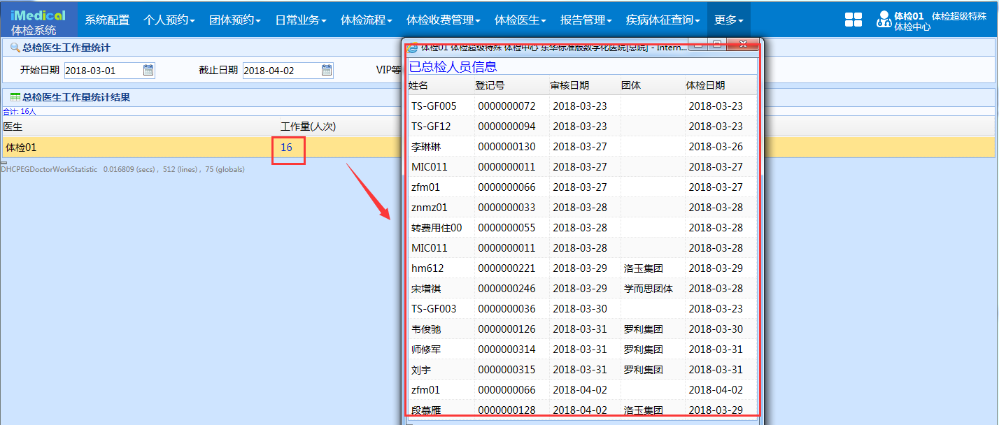 iMedical
体检系统
系统配置 个人预约 团体预约 日常业务 体检流程 体检收费管理 体检医生 报告管理 疾病体征查询 更多
体检01 体检超级特殊
体检中心
总检医生工作量统计
开始日期 2018-03-01 截止日期 2018-04-02 VIP等
总检医生工作量统计结果
合计: 16人
医生 工作量(人次)
体检01 16
DHCPEGDoctorWorkStatistic 0.016809 (secs) , 512 (lines) , 75 (globals)
体检01 体检超级特殊 体检中心 东华标准版数字化医院[总院] - Intern...
已总检人员信息
姓名 登记号 审核日期 团体 体检日期
TS-GF005 0000000072 2018-03-23 2018-03-23
TS-GF12 0000000094 2018-03-23 2018-03-23
李琳琳 0000000130 2018-03-27 2018-03-26
MIC011 0000000011 2018-03-27 2018-03-27
zfm01 0000000066 2018-03-27 2018-03-27
znmz01 0000000033 2018-03-28 2018-03-28
转费用住00 0000000055 2018-03-28 2018-03-28
MIC011 0000000011 2018-03-28 2018-03-28
hm612 0000000221 2018-03-29 洛玉集团 2018-03-29
宋增祺 0000000246 2018-03-29 学而思团体 2018-03-28
TS-GF003 0000000036 2018-03-30 2018-03-23
韦俊驰 0000000126 2018-03-31 罗利集团 2018-03-30
师修军 0000000314 2018-03-31 罗利集团 2018-03-31
刘宇 0000000315 2018-03-31 罗利集团 2018-03-31
zfm01 0000000066 2018-04-02 2018-04-02
段慕雁 0000000128 2018-04-02 洛玉集团 2018-03-29